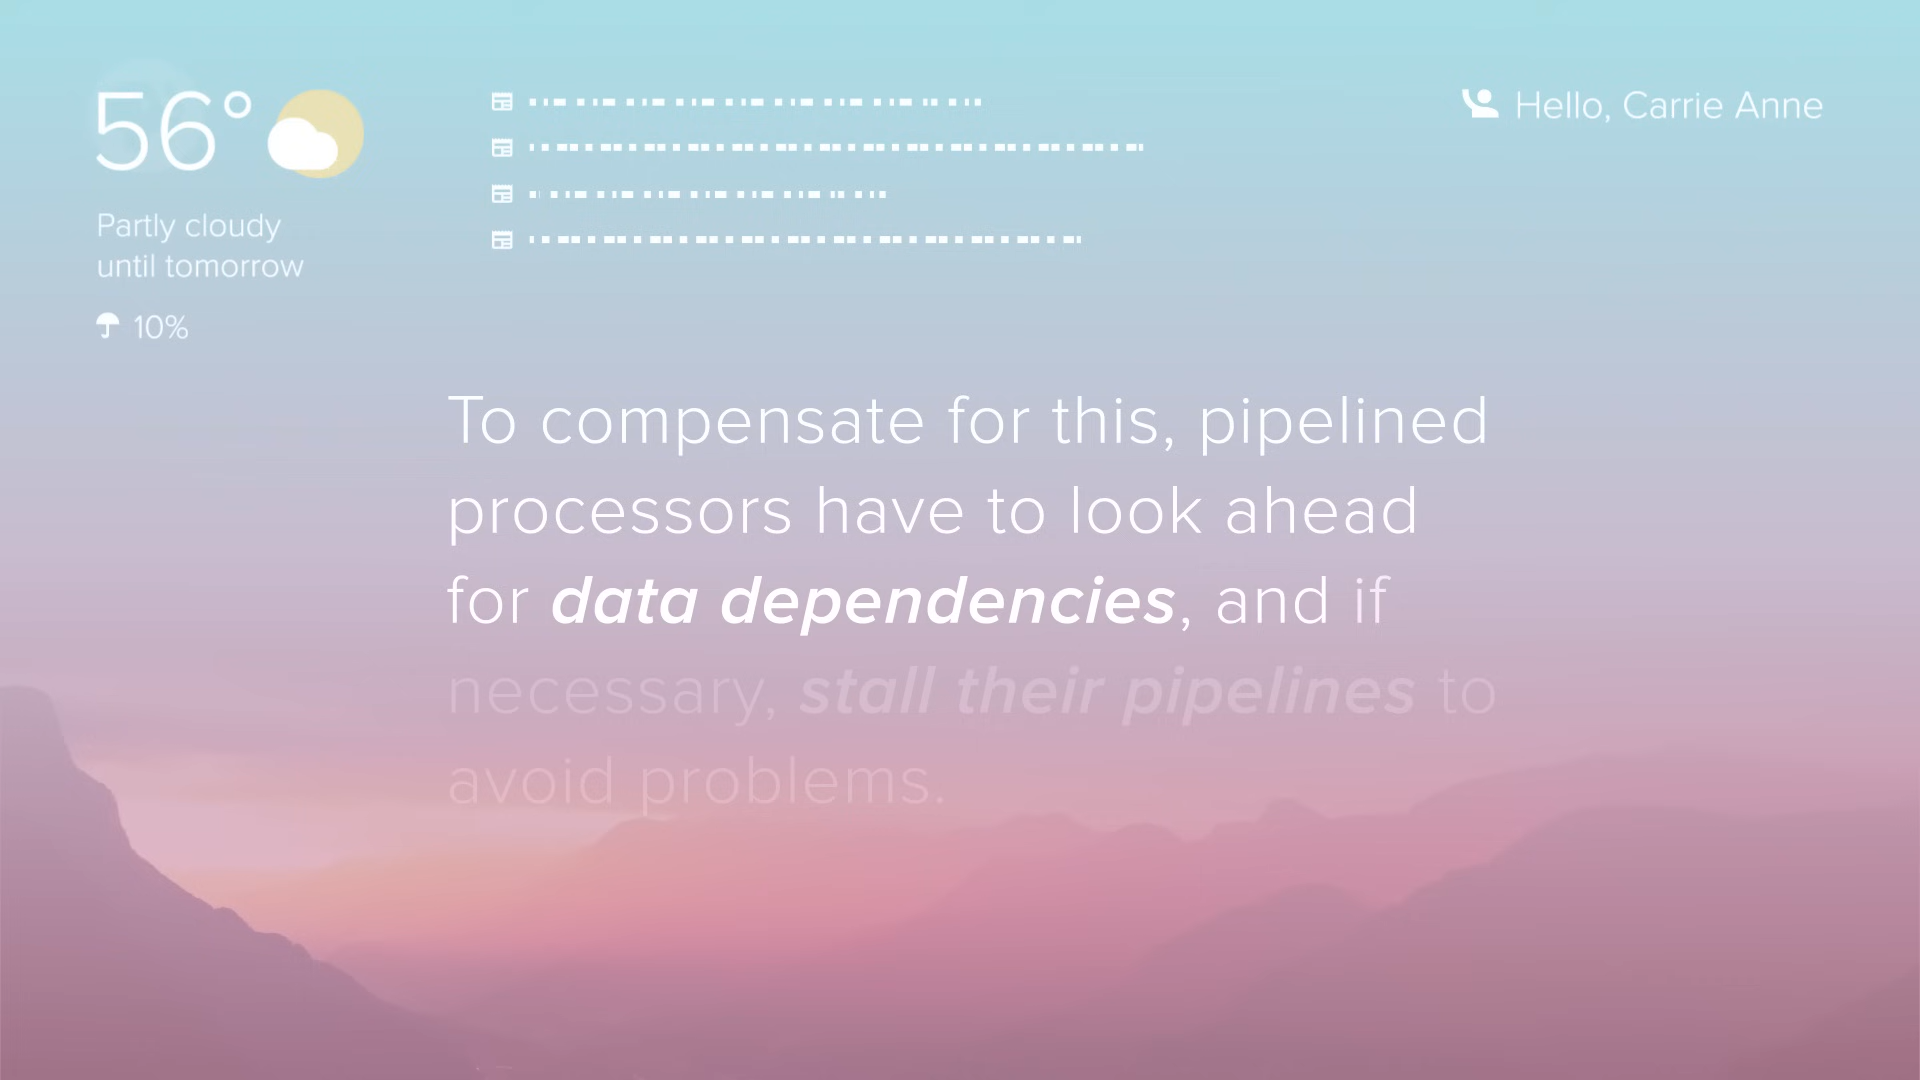 56°
Partly cloudy
until tomorrow
10%
Hello, Carrie Anne
To compensate for this, pipelined
processors have to look ahead
for data dependencies, and if
necessary, stall their pipelines to
avoid problems.